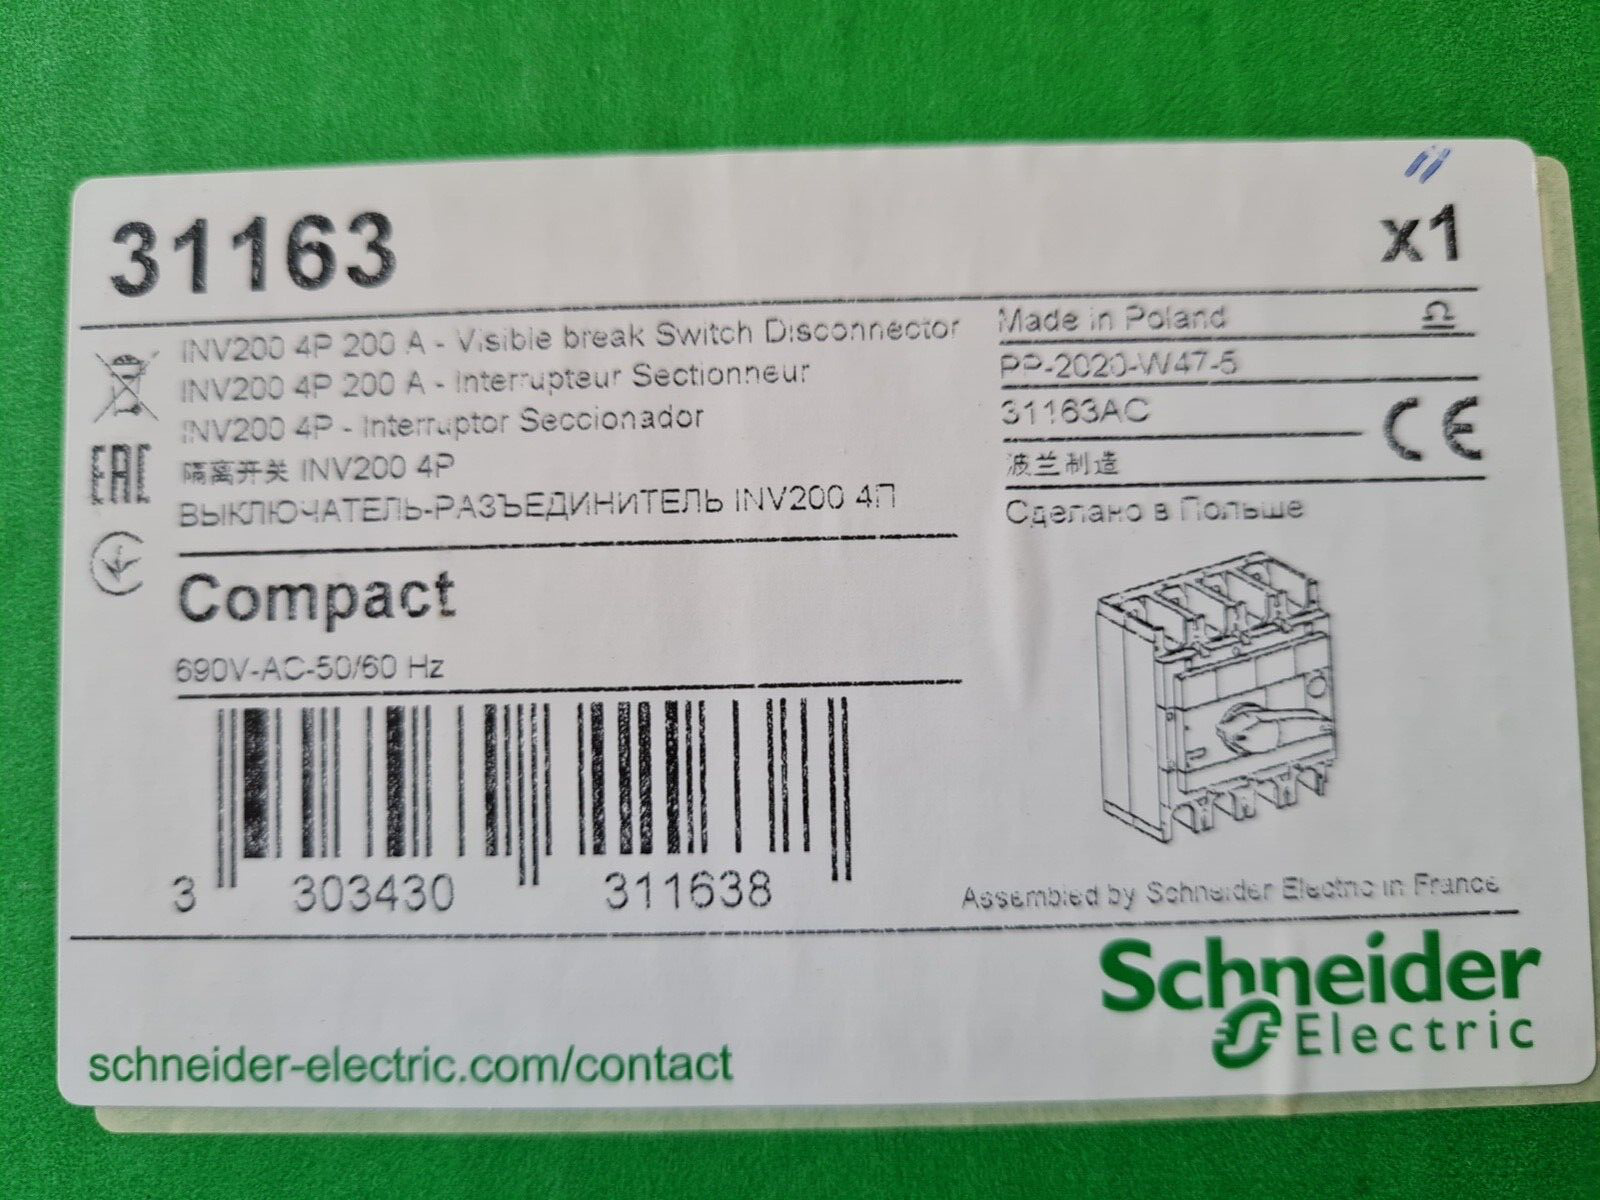 31163
x1
INV200 4P 200 A - Visible break Switch Disconnector
INV200 4P 200 A - Interrupteur Sectionneur
INV200 4P - Interruptor Seccionador
隔离开关 INV200 4P
ВЫКЛЮЧАТЕЛЬ-РАЗЪЕДИНИТЕЛЬ INV200 4П
Made in Poland
PP-2020-W47-5
31163AC
CE
波兰制造
Сделано в Польше
EAC
Compact
690V-AC-50/60 Hz
3 303430 311638
Assembled by Schneider Electric in France
Schneider
Electric
schneider-electric.com/contact